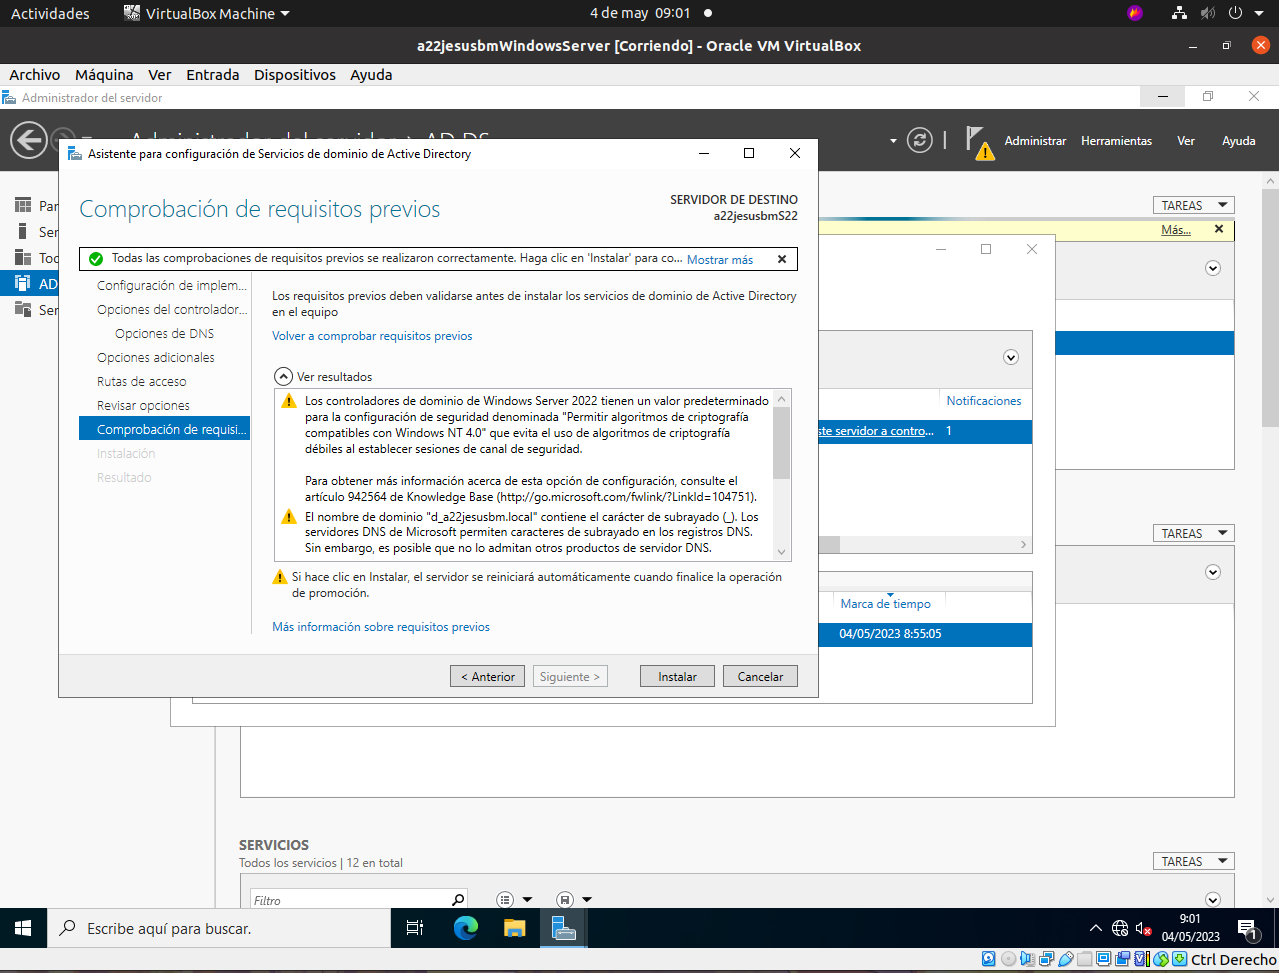 Actividades
VirtualBox Machine
4 de may 09:01
a22jesusbmWindowsServer [Corriendo] - Oracle VM VirtualBox
Archivo Máquina Ver Entrada Dispositivos Ayuda
Administrador del servidor
Administrar Herramientas Ver Ayuda
Asistente para configuración de Servicios de dominio de Active Directory
Comprobación de requisitos previos
SERVIDOR DE DESTINO
a22jesusbmS22
Todas las comprobaciones de requisitos previos se realizaron correctamente. Haga clic en 'Instalar' para co... Mostrar más
Configuración de implem...
Opciones del controlador...
Opciones de DNS
Opciones adicionales
Rutas de acceso
Revisar opciones
Comprobación de requisi...
Instalación
Resultado
Los requisitos previos deben validarse antes de instalar los servicios de dominio de Active Directory
en el equipo
Volver a comprobar requisitos previos
Ver resultados
Los controladores de dominio de Windows Server 2022 tienen un valor predeterminado
para la configuración de seguridad denominada "Permitir algoritmos de criptografía
compatibles con Windows NT 4.0" que evita el uso de algoritmos de criptografía
débiles al establecer sesiones de canal de seguridad.
Para obtener más información acerca de esta opción de configuración, consulte el
artículo 942564 de Knowledge Base (http://go.microsoft.com/fwlink/?LinkId=104751).
El nombre de dominio "d_a22jesusbm.local" contiene el carácter de subrayado (_). Los
servidores DNS de Microsoft permiten caracteres de subrayado en los registros DNS.
Sin embargo, es posible que no lo admitan otros productos de servidor DNS.
Si hace clic en Instalar, el servidor se reiniciará automáticamente cuando finalice la operación
de promoción.
Más información sobre requisitos previos
< Anterior
Siguiente >
Instalar
Cancelar
Par
Ser
Too
AD
Ser
TAREAS
Más...
Notificaciones
ste servidor a contro... 1
TAREAS
Marca de tiempo
04/05/2023 8:55:05
SERVICIOS
Todos los servicios | 12 en total
TAREAS
Filtro
Escribe aquí para buscar.
9:01
04/05/2023
1
Ctrl Derecho